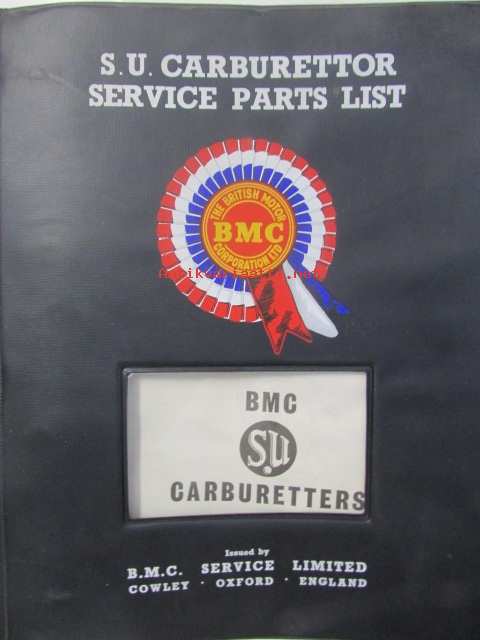 S.U. CARBURETTOR
SERVICE PARTS LIST
THE BRITISH MOTOR
BMC
CORPORATION LTD
BMC
S.U.
CARBURETTERS
Issued by
B.M.C. SERVICE LIMITED
COWLEY · OXFORD · ENGLAND